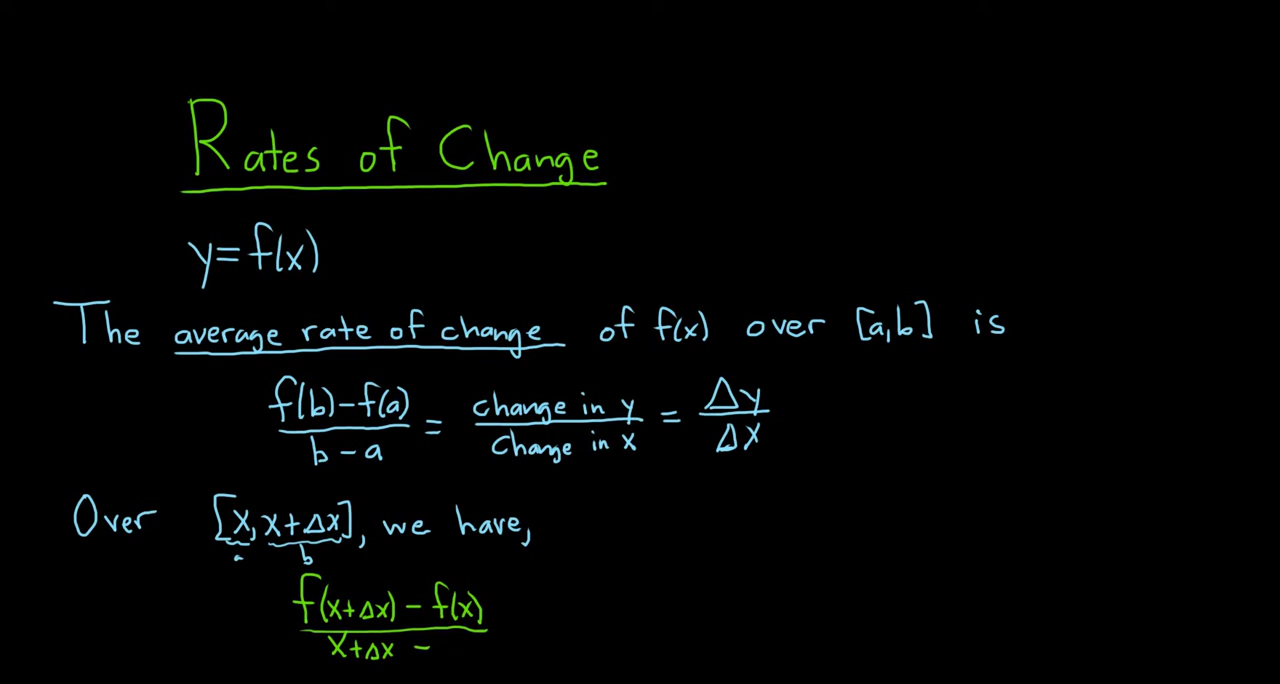 Rates of Change
y = f(x)
The average rate of change of f(x) over [a,b] is
f(b) - f(a) / b - a = change in y / change in x = Δy / Δx
Over [x, x+Δx], we have,
a b
f(x+Δx) - f(x)
x+Δx -